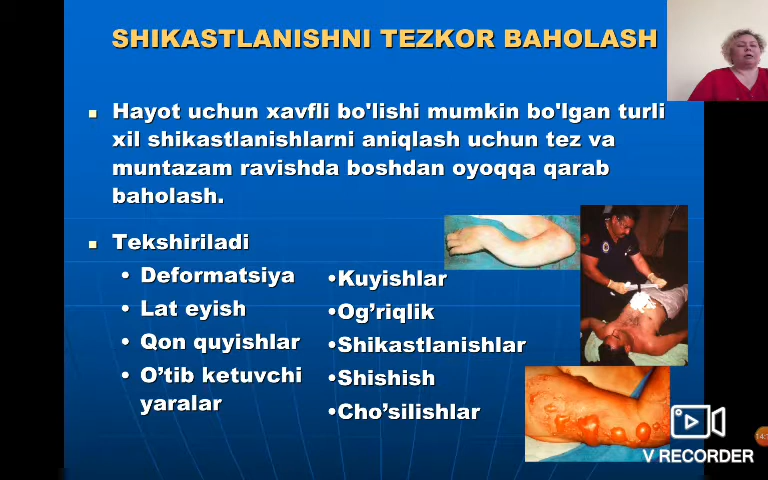 SHIKASTLANISHNI TEZKOR BAHOLASH
Hayot uchun xavfli bo'lishi mumkin bo'lgan turli
xil shikastlanishlarni aniqlash uchun tez va
muntazam ravishda boshdan oyoqqa qarab
baholash.
Tekshiriladi
• Deformatsiya
• Lat eyish
• Qon quyishlar
• O’tib ketuvchi
yaralar
•Kuyishlar
•Og’riqlik
•Shikastlanishlar
•Shishish
•Cho’silishlar
V RECORDER